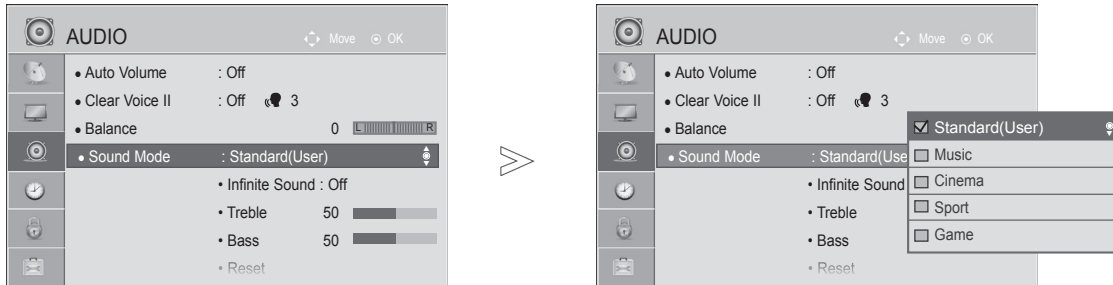 AUDIO
Move OK
• Auto Volume : Off
• Clear Voice II : Off 3
• Balance 0 L R
• Sound Mode : Standard(User)
• Infinite Sound : Off
• Treble 50
• Bass 50
• Reset
AUDIO
Move OK
• Auto Volume : Off
• Clear Voice II : Off 3
• Balance
• Sound Mode : Standard(Use
• Infinite Sound
• Treble
• Bass
• Reset
Standard(User)
Music
Cinema
Sport
Game